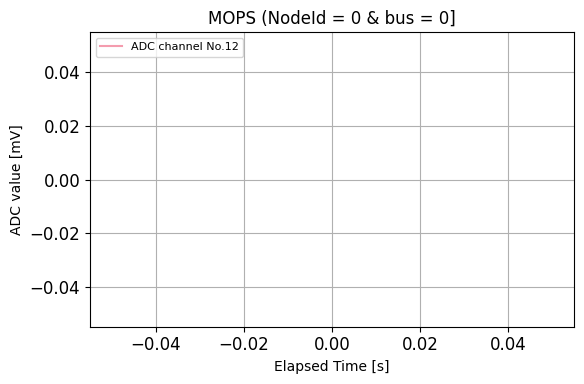 MOPS (NodeId = 0 & bus = 0]
ADC channel No.12
ADC value [mV]
0.04
0.02
0.00
−0.02
−0.04
−0.04 −0.02 0.00 0.02 0.04
Elapsed Time [s]